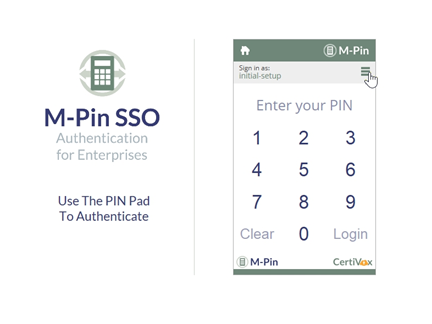 M-Pin SSO
Authentication
for Enterprises
Use The PIN Pad
To Authenticate
M-Pin
Sign in as:
initial-setup
Enter your PIN
1 2 3
4 5 6
7 8 9
Clear 0 Login
M-Pin CertiVox